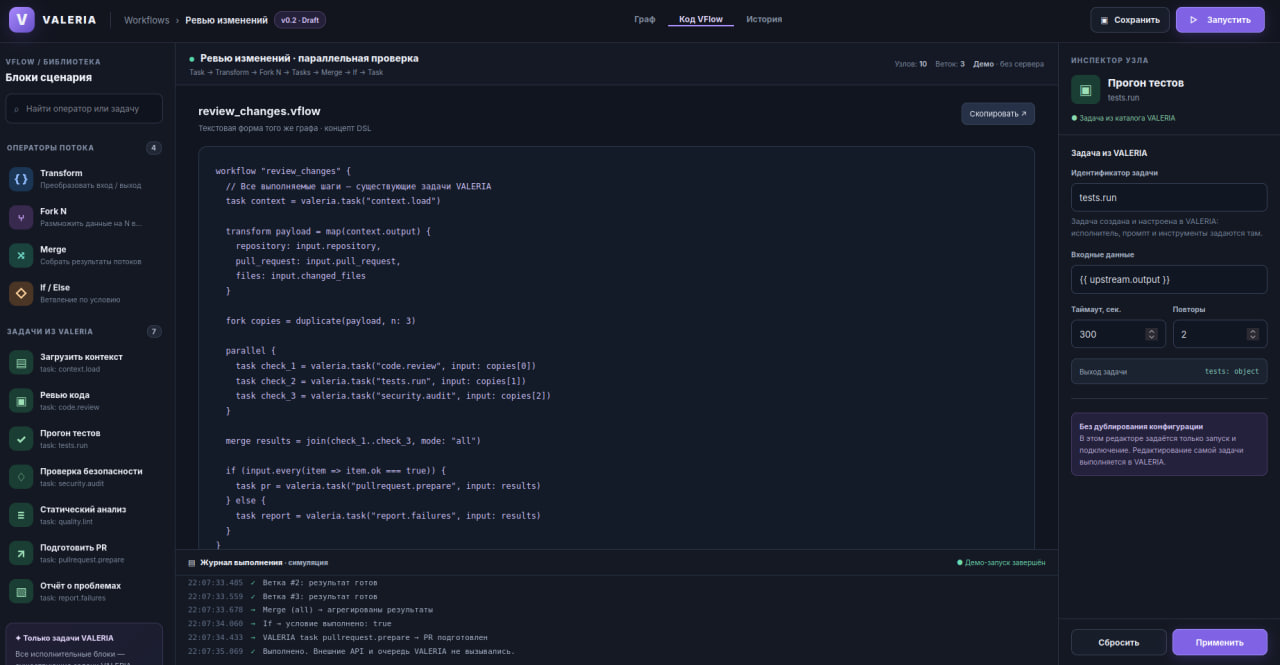 V VALERIA
Workflows › Ревью изменений v0.2 · Draft
Граф Код VFlow История
Сохранить
Запустить
VFLOW / БИБЛИОТЕКА
Блоки сценария
Найти оператор или задачу
ОПЕРАТОРЫ ПОТОКА 4
Transform
Преобразовать вход / выход
Fork N
Размножить данные на N в...
Merge
Собрать результаты потоков
If / Else
Ветвление по условию
ЗАДАЧИ ИЗ VALERIA 7
Загрузить контекст
task: context.load
Ревью кода
task: code.review
Прогон тестов
task: tests.run
Проверка безопасности
task: security.audit
Статический анализ
task: quality.lint
Подготовить PR
task: pullrequest.prepare
Отчёт о проблемах
task: report.failures
✦ Только задачи VALERIA
Все исполнительные блоки —
Ревью изменений · параллельная проверка
Task → Transform → Fork N → Tasks → Merge → If → Task
Узлов: 10 Веток: 3 Демо · без сервера
review_changes.vflow
Текстовая форма того же графа · концепт DSL
Скопировать ↗
workflow "review_changes" {
// Все выполняемые шаги — существующие задачи VALERIA
task context = valeria.task("context.load")
transform payload = map(context.output) {
repository: input.repository,
pull_request: input.pull_request,
files: input.changed_files
}
fork copies = duplicate(payload, n: 3)
parallel {
task check_1 = valeria.task("code.review", input: copies[0])
task check_2 = valeria.task("tests.run", input: copies[1])
task check_3 = valeria.task("security.audit", input: copies[2])
}
merge results = join(check_1..check_3, mode: "all")
if (input.every(item => item.ok === true)) {
task pr = valeria.task("pullrequest.prepare", input: results)
} else {
task report = valeria.task("report.failures", input: results)
}
}
Журнал выполнения · симуляция
Демо-запуск завершён
22:07:33.405 ✓ Ветка #2: результат готов
22:07:33.559 ✓ Ветка #3: результат готов
22:07:33.678 → Merge (all) → агрегированы результаты
22:07:34.060 → If → условие выполнено: true
22:07:34.433 → VALERIA task pullrequest.prepare → PR подготовлен
22:07:35.069 ✓ Выполнено. Внешние API и очередь VALERIA не вызывались.
ИНСПЕКТОР УЗЛА
Прогон тестов
tests.run
Задача из каталога VALERIA
Задача из VALERIA
Идентификатор задачи
tests.run
Задача создана и настроена в VALERIA:
исполнитель, промпт и инструменты задаются там.
Входные данные
{{ upstream.output }}
Таймаут, сек. Повторы
300 2
Выход задачи tests: object
Без дублирования конфигурации
В этом редакторе задаётся только запуск и
подключение. Редактирование самой задачи
выполняется в VALERIA.
Сбросить Применить